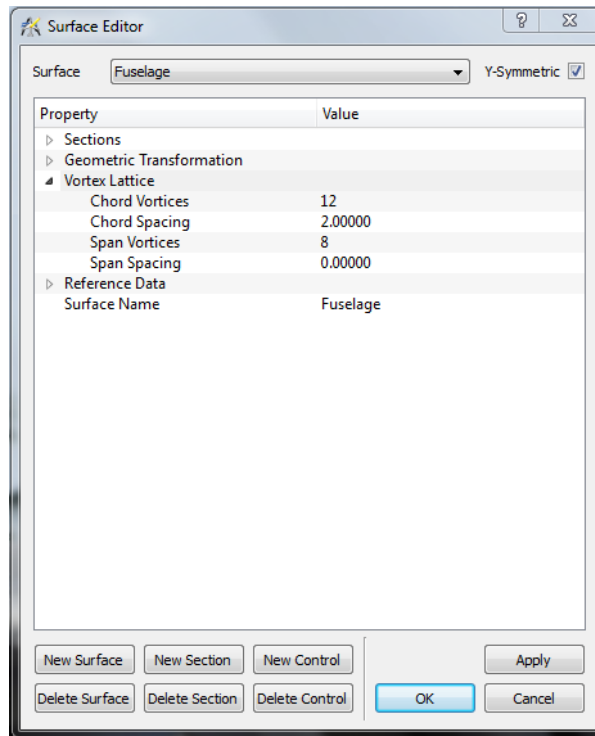 Surface Editor
Surface Fuselage Y-Symmetric
Property Value
Sections
Geometric Transformation
Vortex Lattice
Chord Vortices 12
Chord Spacing 2.00000
Span Vortices 8
Span Spacing 0.00000
Reference Data
Surface Name Fuselage
New Surface New Section New Control Apply
Delete Surface Delete Section Delete Control OK Cancel